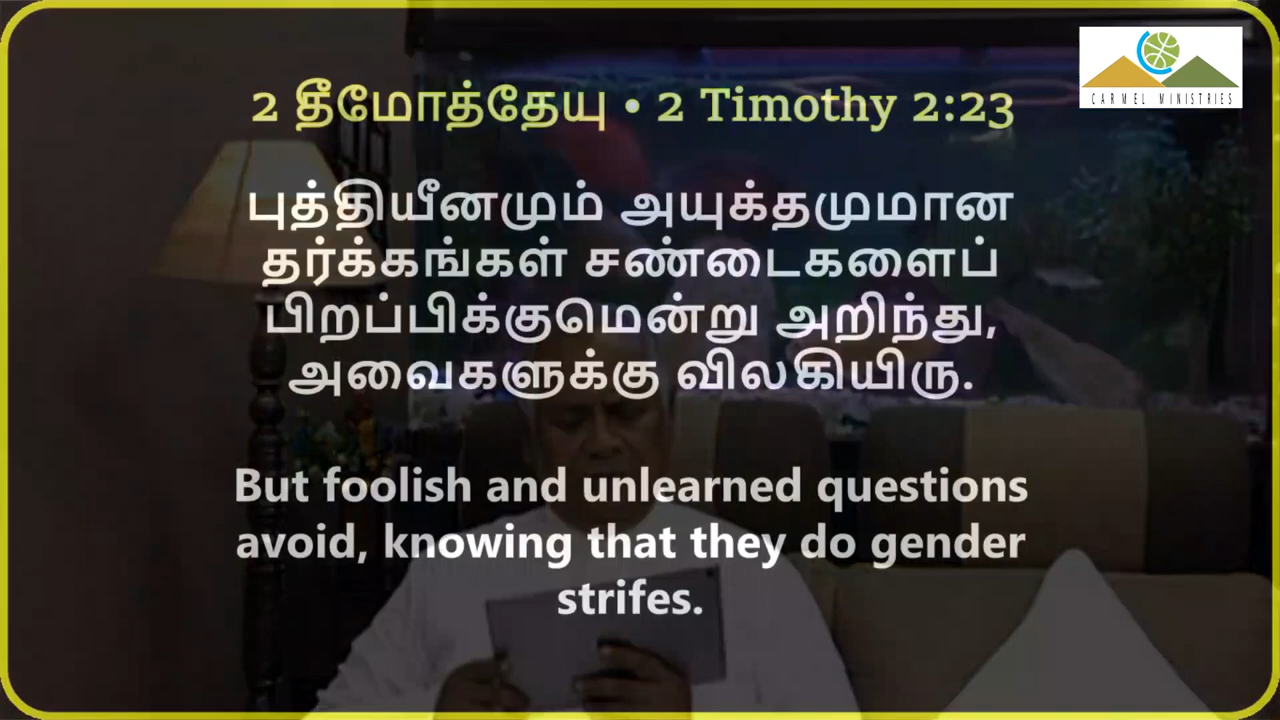 CARMEL MINISTRIES
2 தீமோத்தேயு • 2 Timothy 2:23
புத்தியீனமும் அயுக்தமுமான
தர்க்கங்கள் சண்டைகளைப்
பிறப்பிக்குமென்று அறிந்து,
அவைகளுக்கு விலகியிரு.
But foolish and unlearned questions
avoid, knowing that they do gender
strifes.